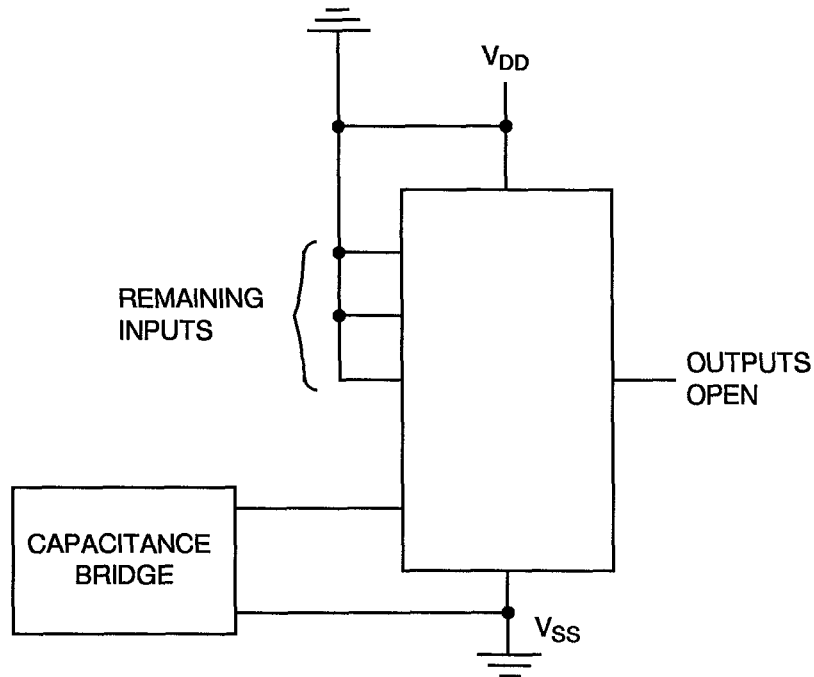 VDD
REMAINING
INPUTS
OUTPUTS
OPEN
CAPACITANCE
BRIDGE
VSS